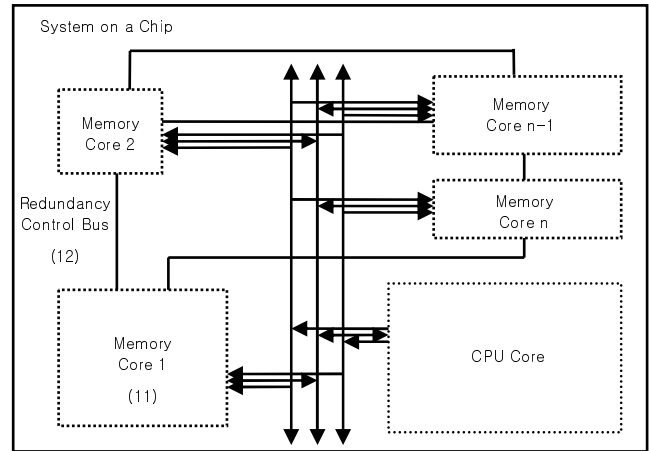 System on a Chip
Memory
Core 2
Memory
Core n-1
Redundancy
Control Bus
(12)
Memory
Core n
Memory
Core 1
(11)
CPU Core